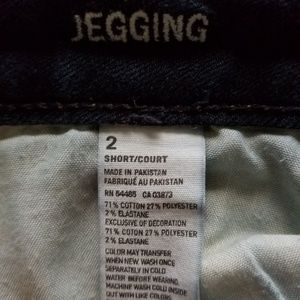 JEGGING
2
SHORT/COURT
MADE IN PAKISTAN
FABRIQUÉ AU PAKISTAN
RN 54485 CA 03873
71% COTTON 27% POLYESTER
2% ELASTANE
EXCLUSIVE OF DECORATION
71% COTON 27% POLYESTER
2% ELASTANE
COLOR MAY TRANSFER
WHEN NEW. WASH ONCE
SEPARATELY IN COLD
WATER BEFORE WEARING.
MACHINE WASH COLD INSIDE
OUT WITH LIKE COLORS